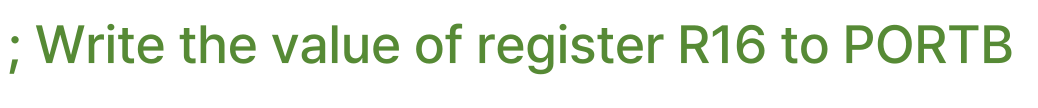 ; Write the value of register R16 to PORTB